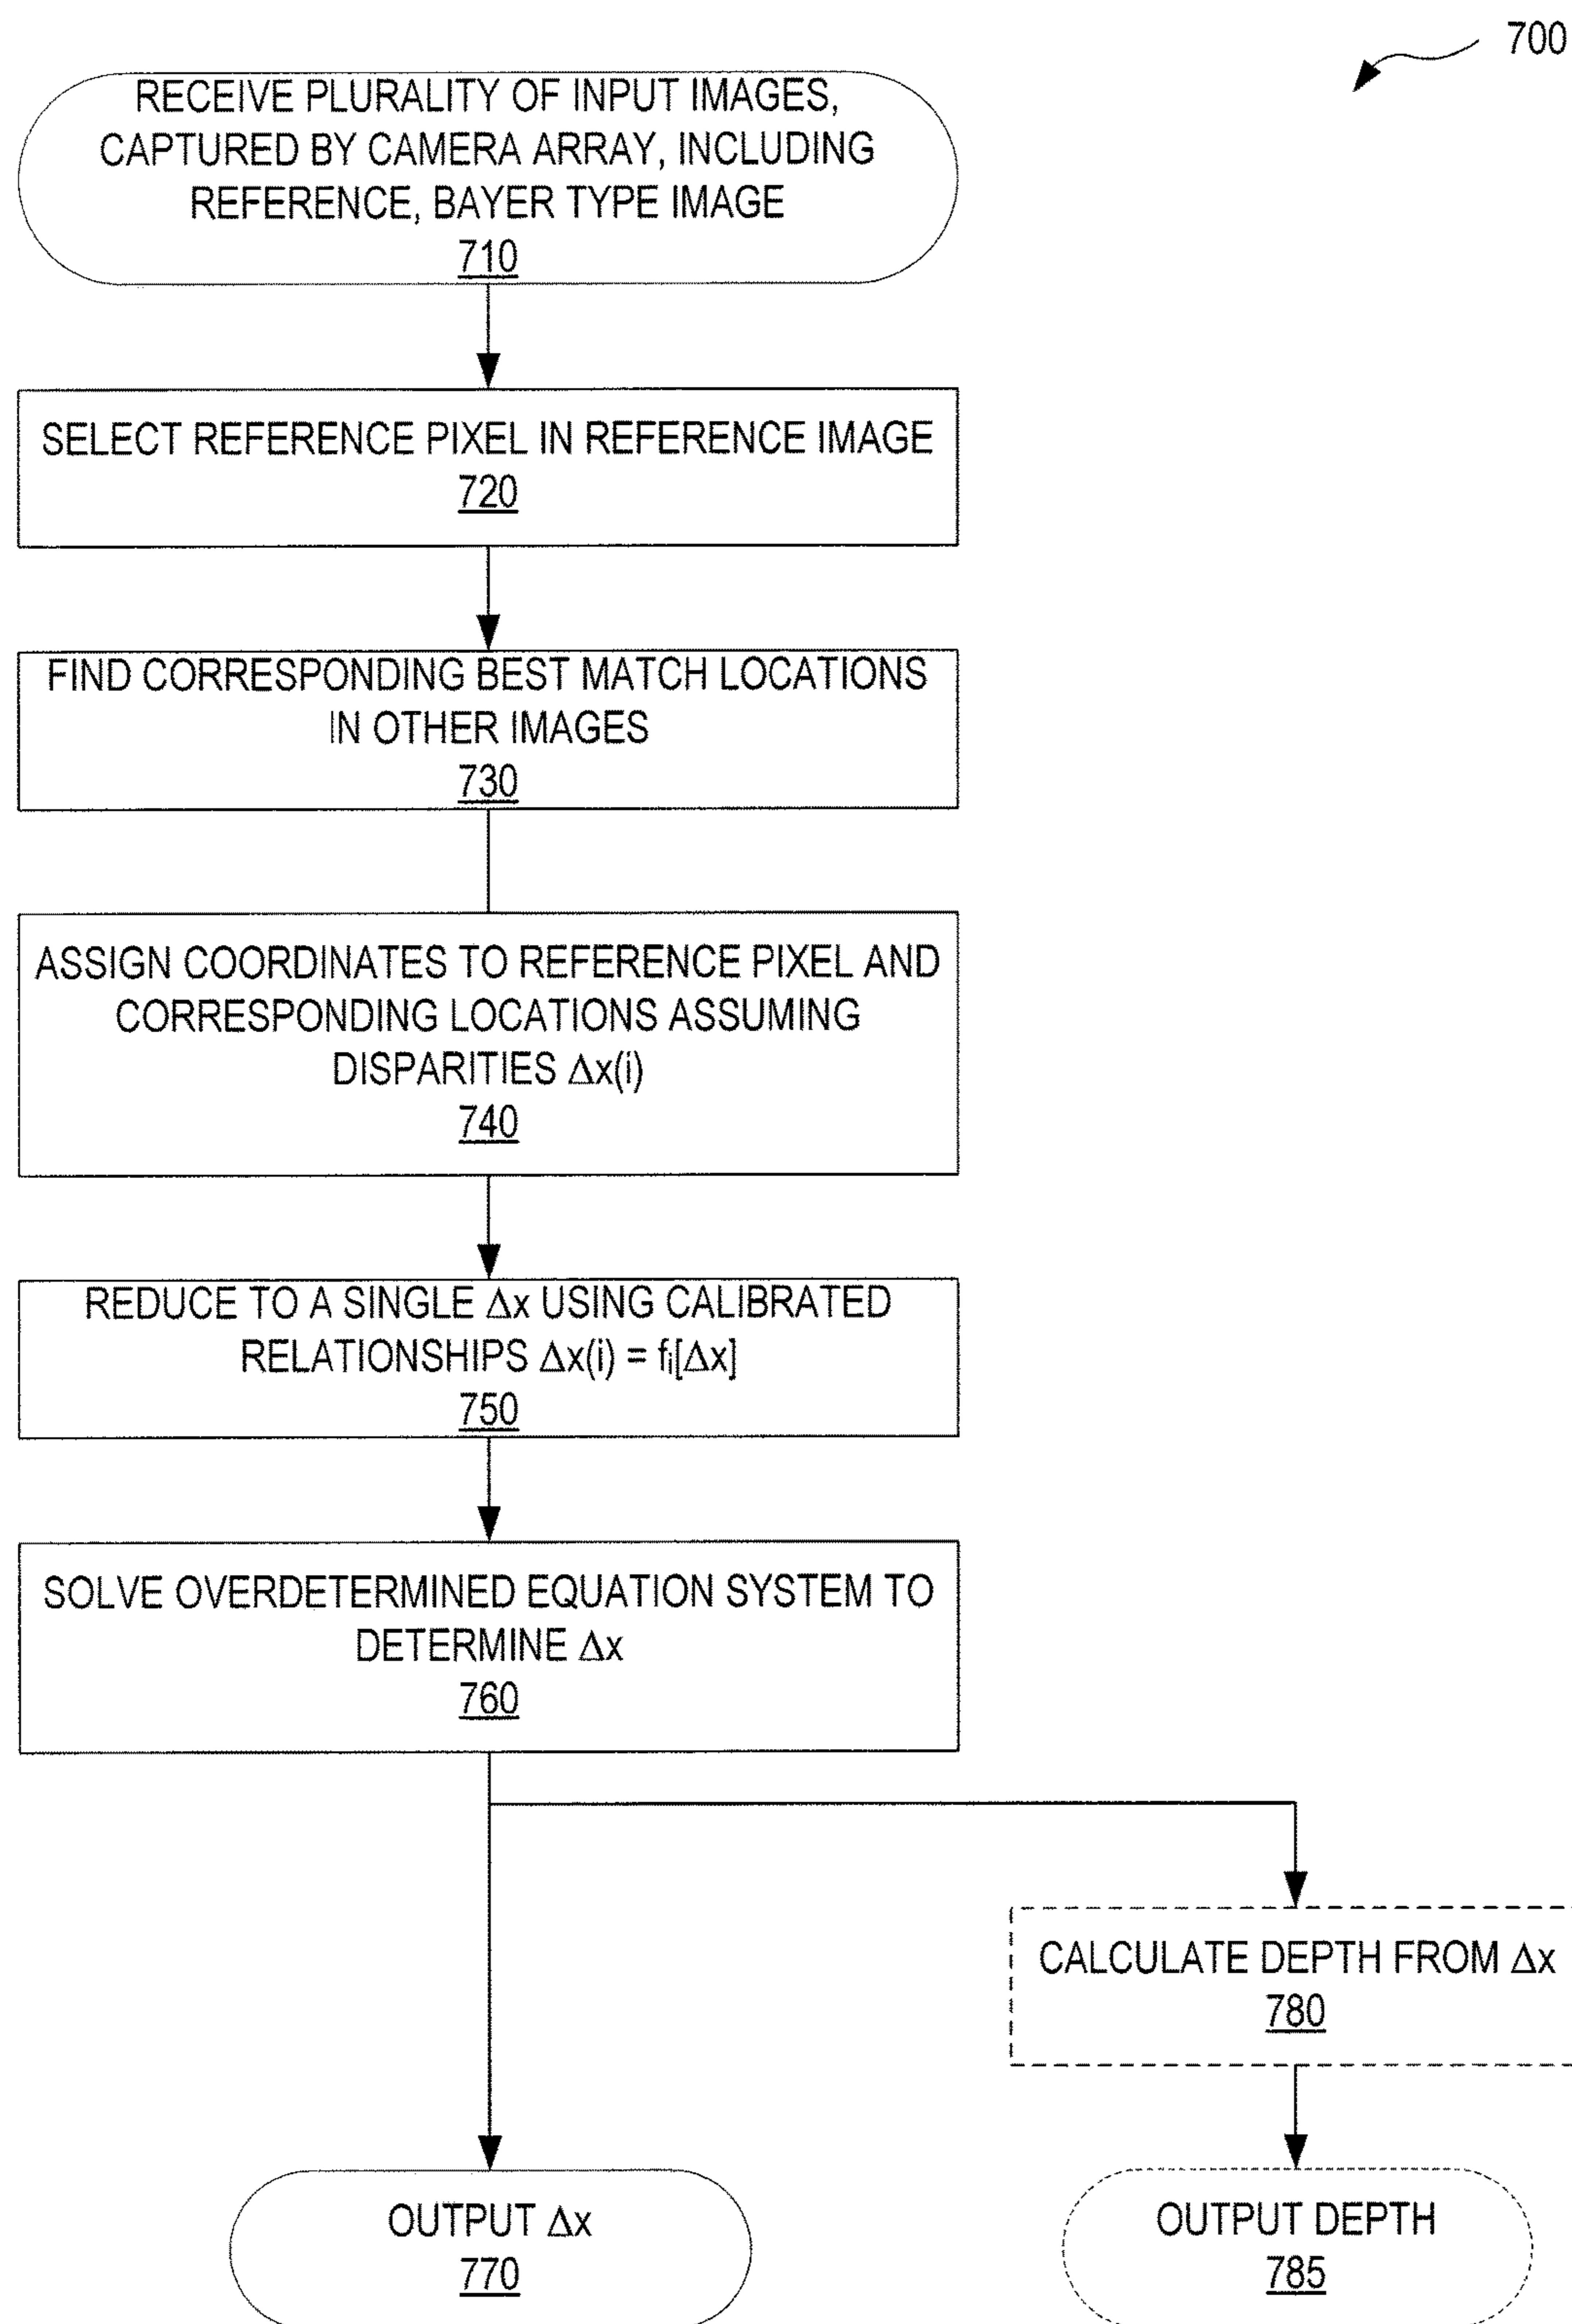 700
RECEIVE PLURALITY OF INPUT IMAGES,
CAPTURED BY CAMERA ARRAY, INCLUDING
REFERENCE, BAYER TYPE IMAGE
710
SELECT REFERENCE PIXEL IN REFERENCE IMAGE
720
FIND CORRESPONDING BEST MATCH LOCATIONS
IN OTHER IMAGES
730
ASSIGN COORDINATES TO REFERENCE PIXEL AND
CORRESPONDING LOCATIONS ASSUMING
DISPARITIES Δx(i)
740
REDUCE TO A SINGLE Δx USING CALIBRATED
RELATIONSHIPS Δx(i) = fi[Δx]
750
SOLVE OVERDETERMINED EQUATION SYSTEM TO
DETERMINE Δx
760
CALCULATE DEPTH FROM Δx
780
OUTPUT Δx
770
OUTPUT DEPTH
785